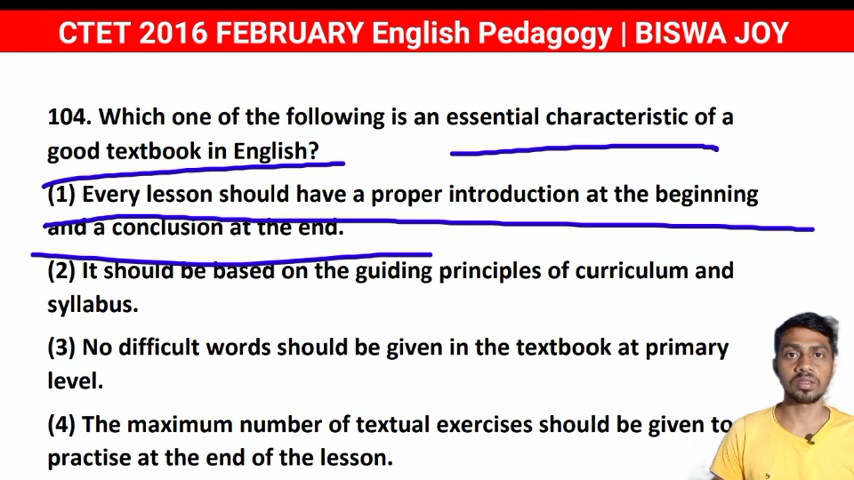 CTET 2016 FEBRUARY English Pedagogy | BISWA JOY
104. Which one of the following is an essential characteristic of a
good textbook in English?
(1) Every lesson should have a proper introduction at the beginning
and a conclusion at the end.
(2) It should be based on the guiding principles of curriculum and
syllabus.
(3) No difficult words should be given in the textbook at primary
level.
(4) The maximum number of textual exercises should be given to
practise at the end of the lesson.